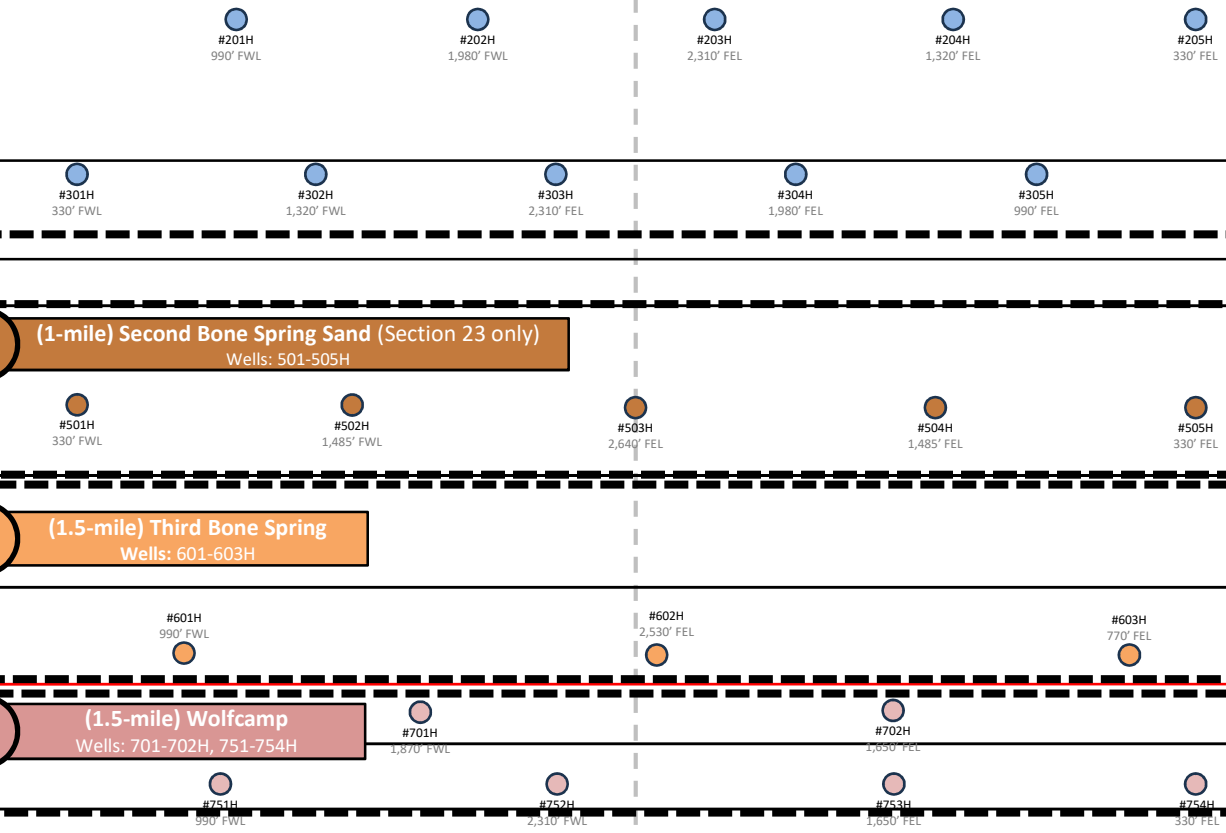 #201H
990’ FWL
#202H
1,980’ FWL
#203H
2,310’ FEL
#204H
1,320’ FEL
#205H
330’ FEL
#301H
330’ FWL
#302H
1,320’ FWL
#303H
2,310’ FEL
#304H
1,980’ FEL
#305H
990’ FEL
(1-mile) Second Bone Spring Sand (Section 23 only)
Wells: 501-505H
#501H
330’ FWL
#502H
1,485’ FWL
#503H
2,640’ FEL
#504H
1,485’ FEL
#505H
330’ FEL
(1.5-mile) Third Bone Spring
Wells: 601-603H
#601H
990’ FWL
#602H
2,530’ FEL
#603H
770’ FEL
(1.5-mile) Wolfcamp
Wells: 701-702H, 751-754H
#701H
1,870’ FWL
#702H
1,650’ FEL
#751H
990’ FWL
#752H
2,310’ FWL
#753H
1,650’ FEL
#754H
330’ FEL